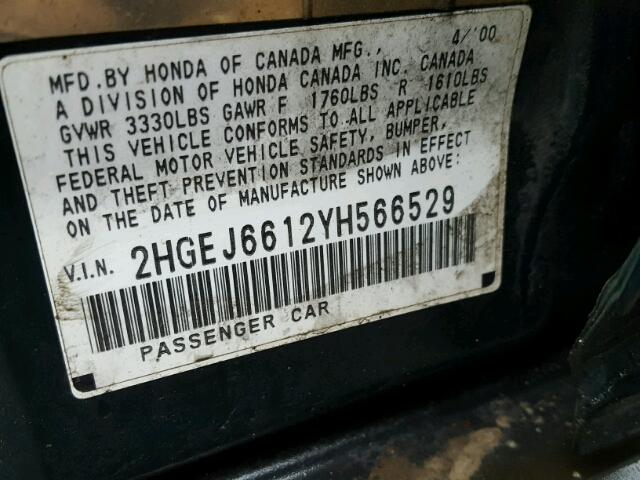 MFD.BY HONDA OF CANADA MFG., 4/'00
A DIVISION OF HONDA CANADA INC. CANADA
GVWR 3330LBS GAWR F 1760LBS R 1610LBS
THIS VEHICLE CONFORMS TO ALL APPLICABLE
FEDERAL MOTOR VEHICLE SAFETY, BUMPER,
AND THEFT PREVENTION STANDARDS IN EFFECT
ON THE DATE OF MANUFACTURE SHOWN ABOVE:
V.I.N. 2HGEJ6612YH566529
PASSENGER CAR